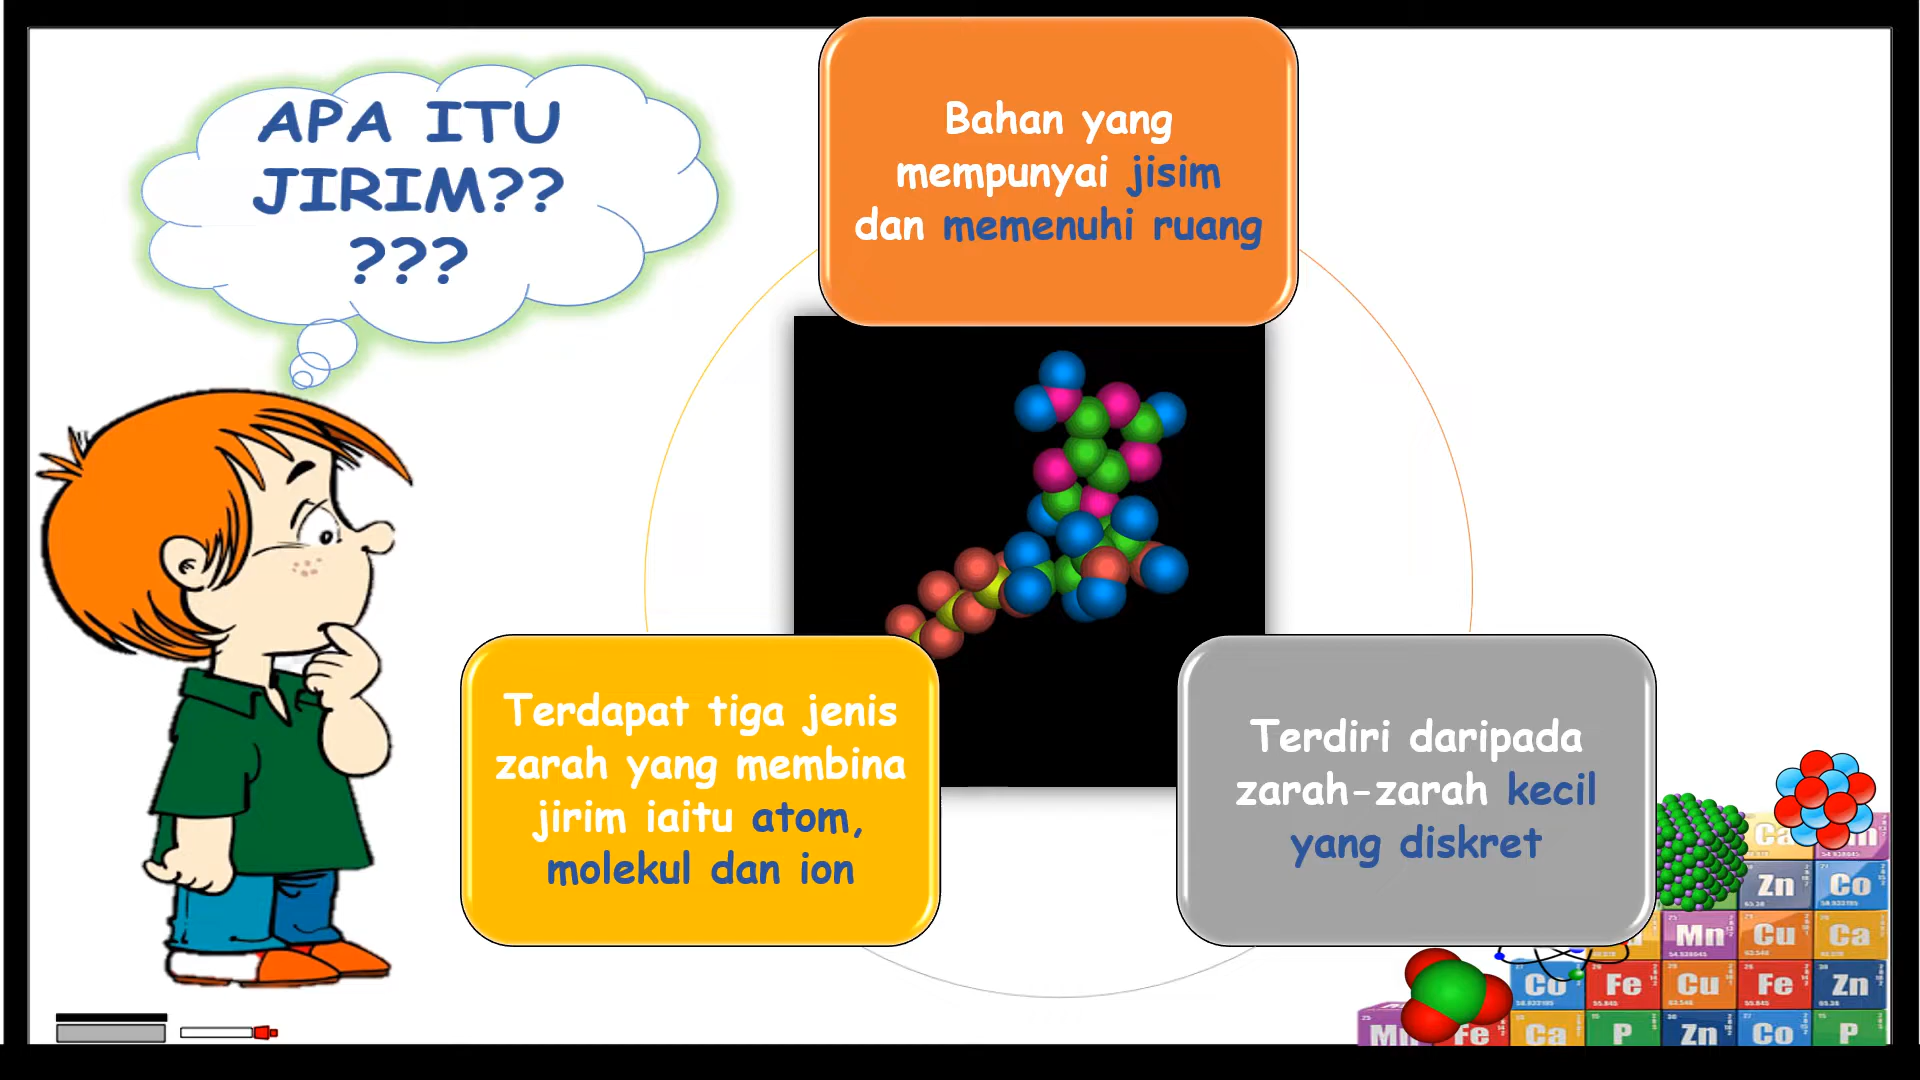 APA ITU
JIRIM??
???
Bahan yang
mempunyai jisim
dan memenuhi ruang
Terdapat tiga jenis
zarah yang membina
jirim iaitu atom,
molekul dan ion
Terdiri daripada
zarah-zarah kecil
yang diskret
Ca
Zn Co
Mn Cu Ca
Co Fe Cu Fe Zn
Fe Ca P Zn Co P